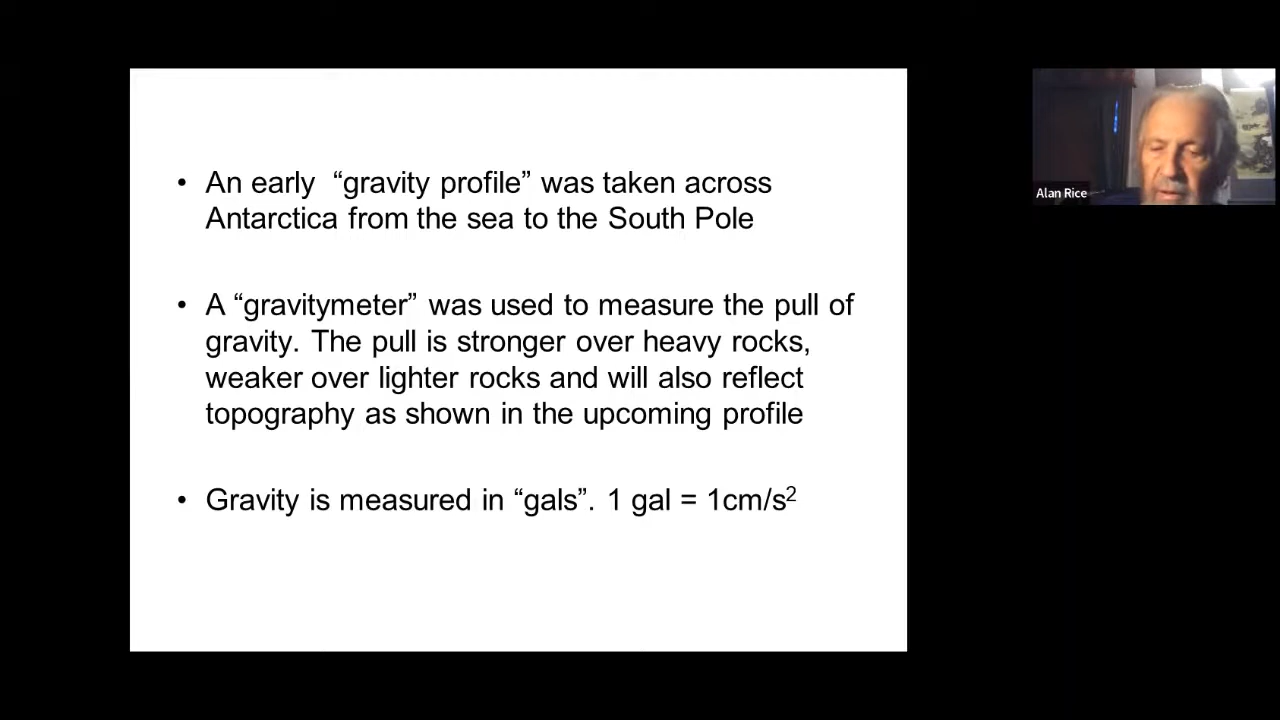 • An early “gravity profile” was taken across
Antarctica from the sea to the South Pole
• A “gravitymeter” was used to measure the pull of
gravity. The pull is stronger over heavy rocks,
weaker over lighter rocks and will also reflect
topography as shown in the upcoming profile
• Gravity is measured in “gals”. 1 gal = 1cm/s²
Alan Rice